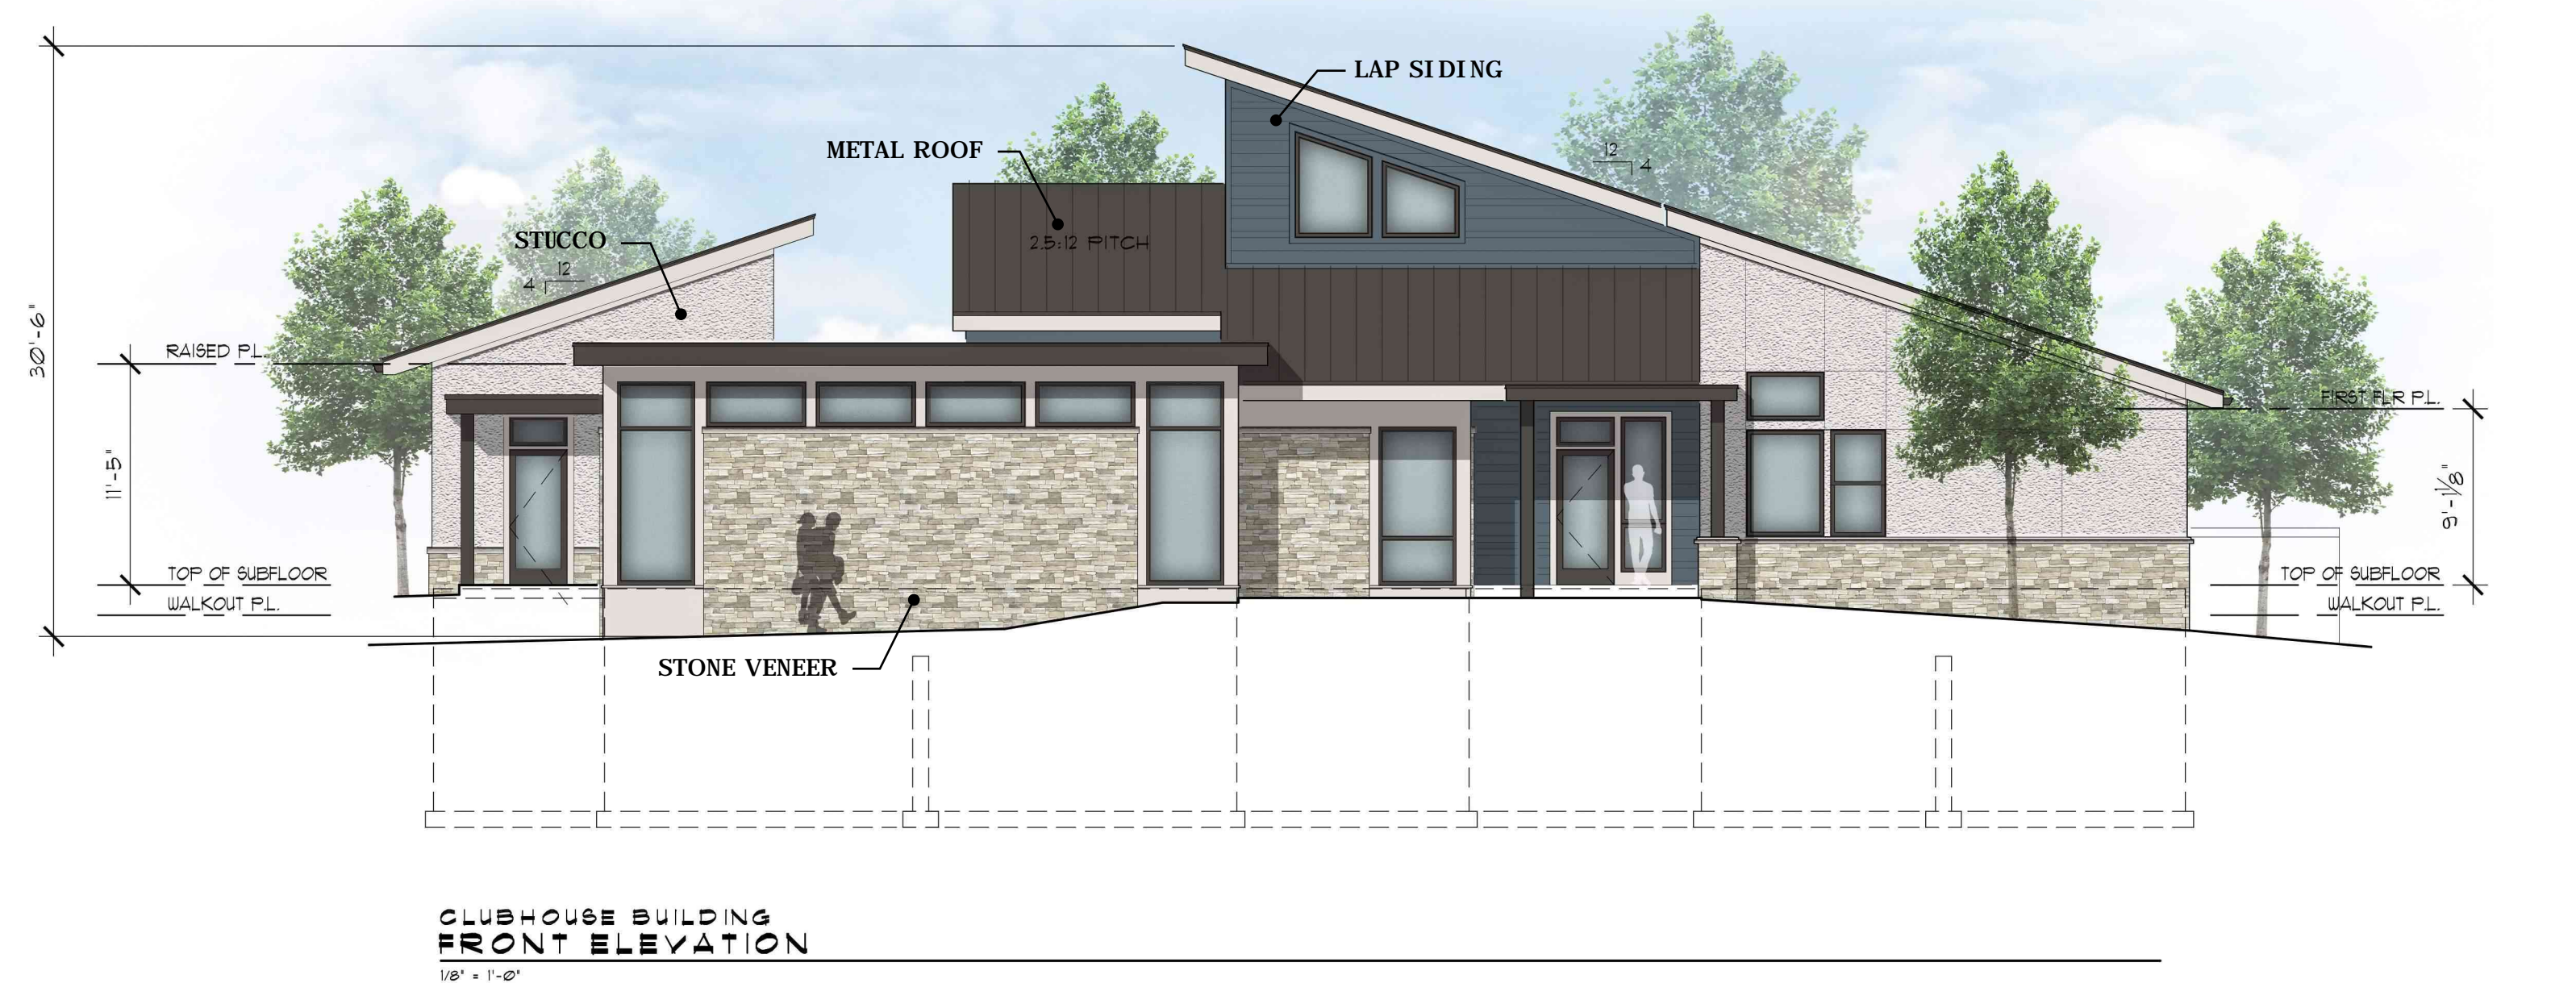 LAP SIDING
METAL ROOF
12
4
2.5:12 PITCH
STUCCO
12
4
30'-6"
RAISED P.L.
FIRST FLR P.L.
11'-5"
9'-1/8"
TOP OF SUBFLOOR
WALKOUT P.L.
TOP OF SUBFLOOR
WALKOUT P.L.
STONE VENEER
CLUBHOUSE BUILDING
FRONT ELEVATION
1/8" = 1'-0"